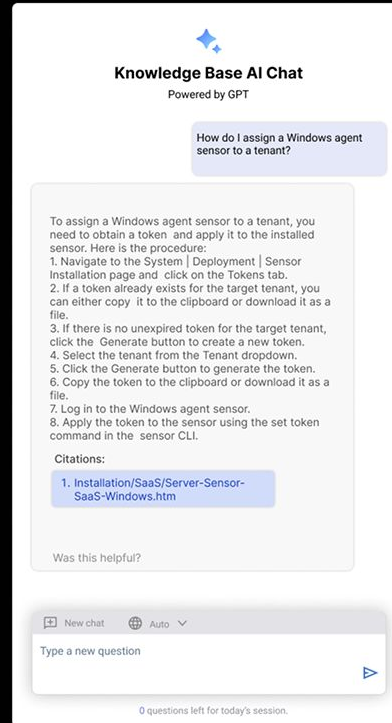 Knowledge Base AI Chat
Powered by GPT
How do I assign a Windows agent
sensor to a tenant?
To assign a Windows agent sensor to a tenant, you
need to obtain a token and apply it to the installed
sensor. Here is the procedure:
1. Navigate to the System | Deployment | Sensor
Installation page and click on the Tokens tab.
2. If a token already exists for the target tenant, you
can either copy it to the clipboard or download it as a
file.
3. If there is no unexpired token for the target tenant,
click the Generate button to create a new token.
4. Select the tenant from the Tenant dropdown.
5. Click the Generate button to generate the token.
6. Copy the token to the clipboard or download it as a
file.
7. Log in to the Windows agent sensor.
8. Apply the token to the sensor using the set token
command in the sensor CLI.
Citations:
1. Installation/SaaS/Server-Sensor-
SaaS-Windows.htm
Was this helpful?
New chat Auto
Type a new question
0 questions left for today's session.